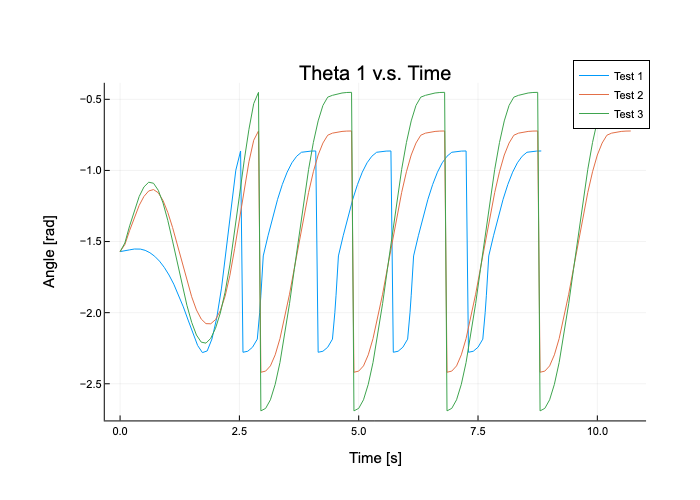 Theta 1 v.s. Time
Test 1
Test 2
Test 3
−0.5
−1.0
−1.5
−2.0
−2.5
Angle [rad]
0.0 2.5 5.0 7.5 10.0
Time [s]